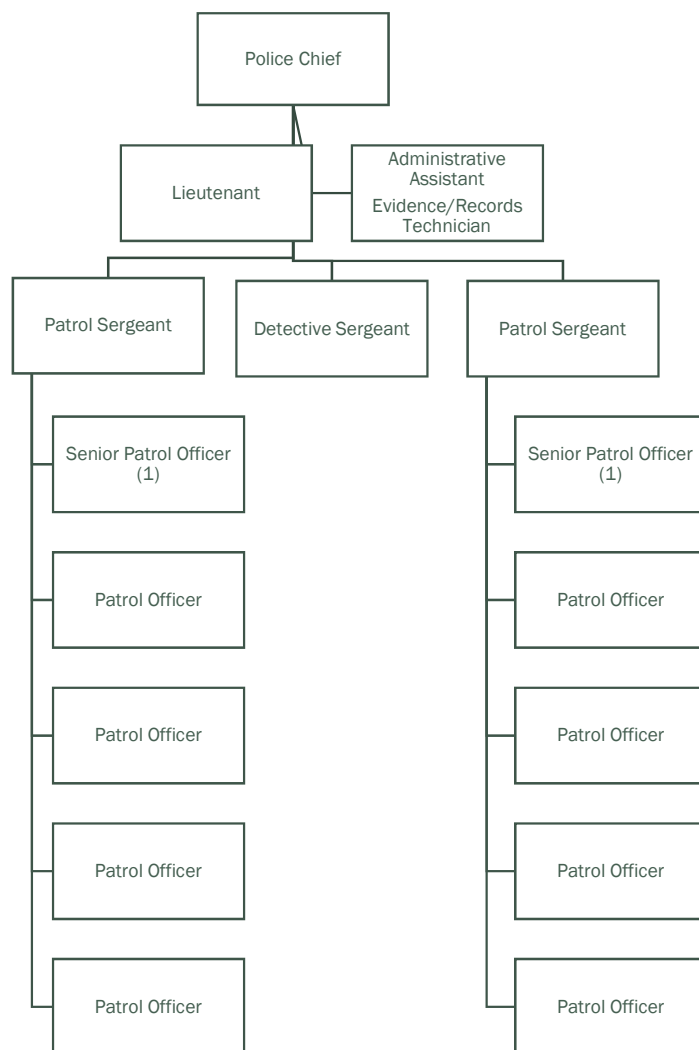 Police Chief
Lieutenant
Administrative
Assistant
Evidence/Records
Technician
Patrol Sergeant
Detective Sergeant
Patrol Sergeant
Senior Patrol Officer
(1)
Patrol Officer
Patrol Officer
Patrol Officer
Patrol Officer
Senior Patrol Officer
(1)
Patrol Officer
Patrol Officer
Patrol Officer
Patrol Officer